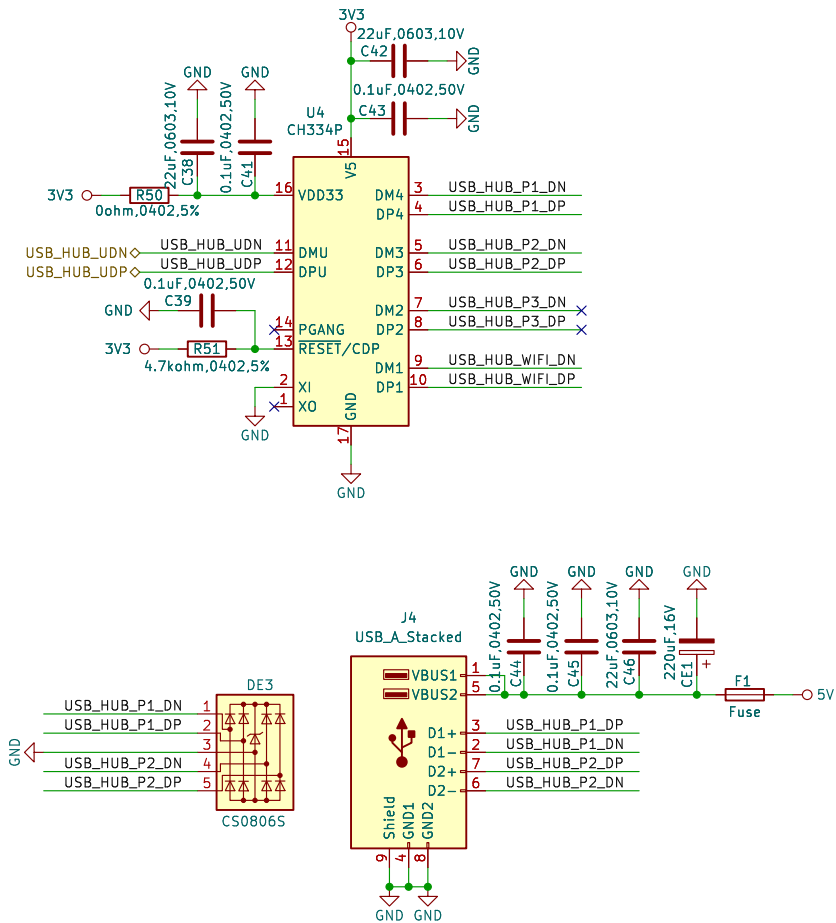 3V3
22uF,0603,10V
C42
GND
0.1uF,0402,50V
C43
GND
GND
GND
22uF,0603,10V
C38
0.1uF,0402,50V
C41
U4
CH334P
15
V5
3V3
R50
0ohm,0402,5%
16
VDD33
DM4
3
USB_HUB_P1_DN
DP4
4
USB_HUB_P1_DP
USB_HUB_UDN
USB_HUB_UDN
11
DMU
DM3
5
USB_HUB_P2_DN
USB_HUB_UDP
USB_HUB_UDP
12
DPU
DP3
6
USB_HUB_P2_DP
0.1uF,0402,50V
C39
GND
DM2
7
USB_HUB_P3_DN
14
PGANG
DP2
8
USB_HUB_P3_DP
3V3
R51
4.7kohm,0402,5%
13
RESET/CDP
DM1
9
USB_HUB_WIFI_DN
2
XI
DP1
10
USB_HUB_WIFI_DP
1
XO
GND
GND
17
GND
GND
GND
GND
GND
0.1uF,0402,50V
C44
0.1uF,0402,50V
C45
22uF,0603,10V
C46
220uF,16V
CE1
+
J4
USB_A_Stacked
VBUS1
1
VBUS2
5
F1
Fuse
5V
D1+
3
USB_HUB_P1_DP
D1-
2
USB_HUB_P1_DN
D2+
7
USB_HUB_P2_DP
D2-
6
USB_HUB_P2_DN
Shield
GND1
GND2
9
4
8
GND
GND
DE3
USB_HUB_P1_DN
1
USB_HUB_P1_DP
2
GND
3
USB_HUB_P2_DN
4
USB_HUB_P2_DP
5
CS0806S